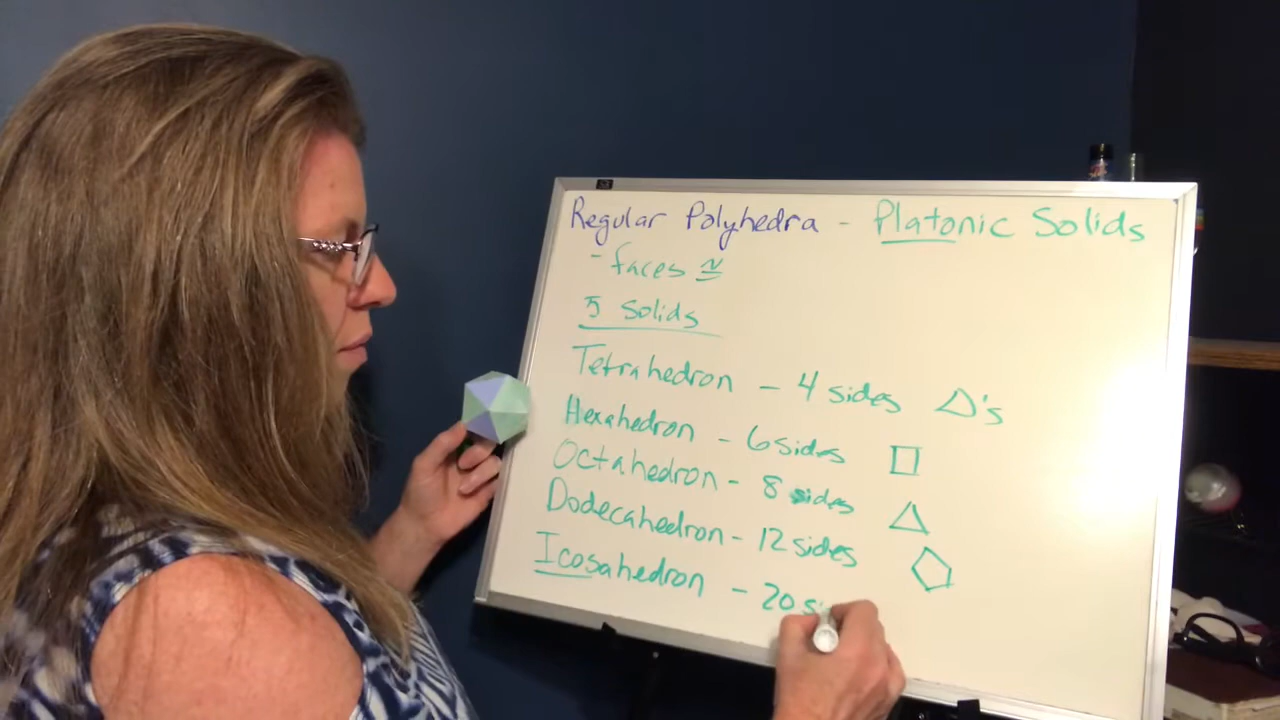 Regular Polyhedra - Platonic Solids
- faces ≅
5 Solids
Tetrahedron - 4 sides △'s
Hexahedron - 6 sides □
Octahedron - 8 sides △
Dodecahedron - 12 sides ⬠
Icosahedron - 20 si